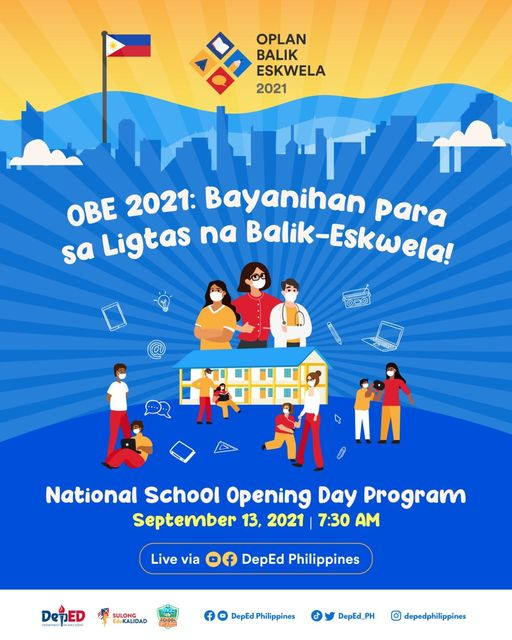 OPLAN
BALIK
ESKWELA
2021
OBE 2021: Bayanihan para
sa Ligtas na Balik-Eskwela!
National School Opening Day Program
September 13, 2021 | 7:30 AM
Live via DepEd Philippines
DepED
SULONG
EduKALIDAD
DepEd Philippines
DepEd_PH
depedphilippines